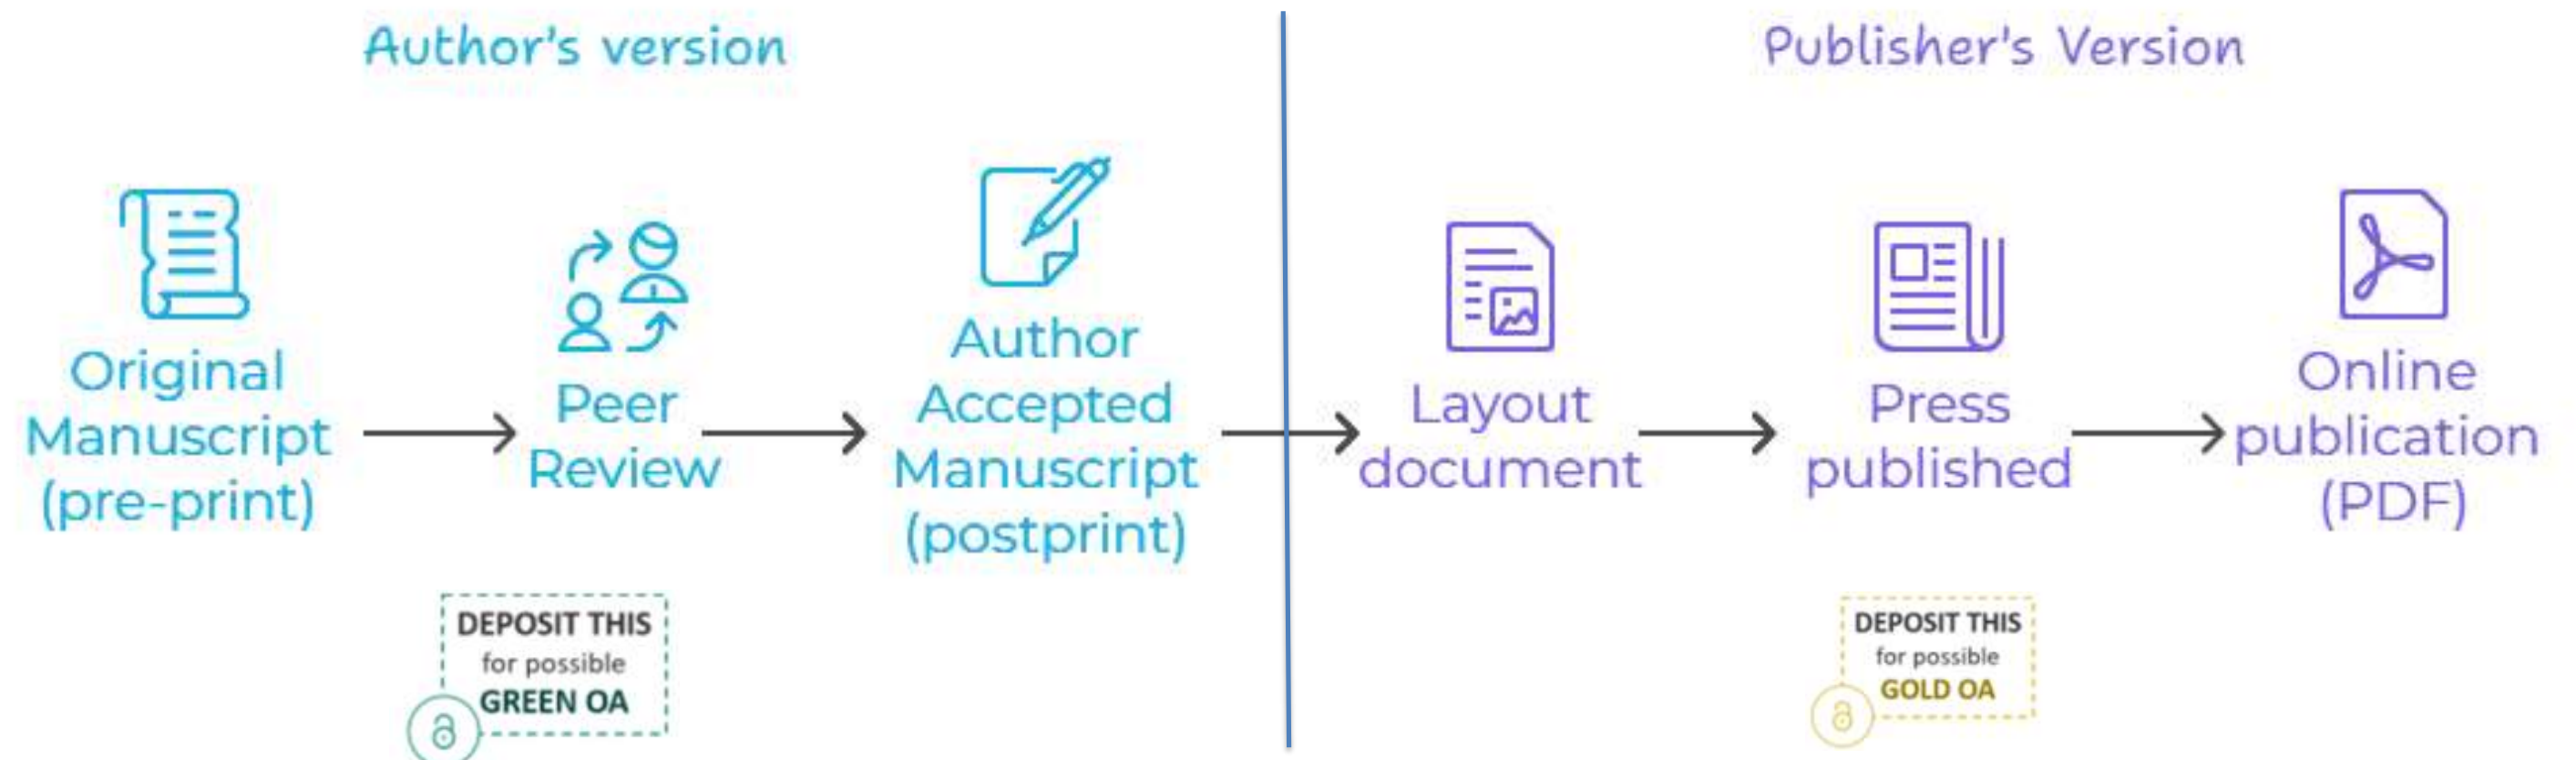 Author's version
Publisher's Version
Original
Manuscript
(pre-print)
Peer
Review
Author
Accepted
Manuscript
(postprint)
Layout
document
Press
published
Online
publication
(PDF)
DEPOSIT THIS
for possible
GREEN OA
DEPOSIT THIS
for possible
GOLD OA